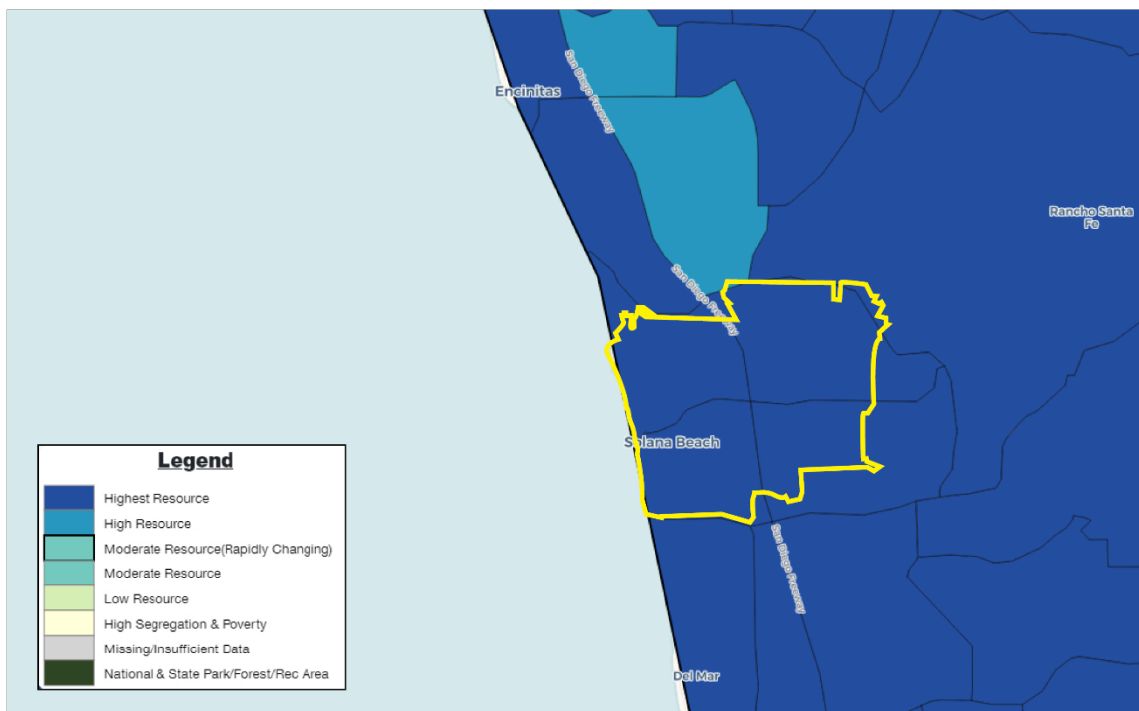 San Diego Freeway
Encinitas
Rancho Santa
Fe
San Diego Freeway
Solana Beach
San Diego Freeway
Del Mar
Legend
Highest Resource
High Resource
Moderate Resource(Rapidly Changing)
Moderate Resource
Low Resource
High Segregation & Poverty
Missing/Insufficient Data
National & State Park/Forest/Rec Area